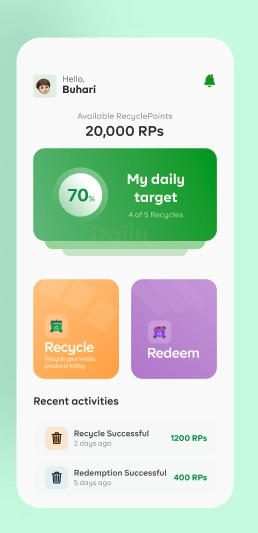 Hello,
Buhari
Available RecyclePoints
20,000 RPs
70%
My daily
target
4 of 5 Recycles
Daily
Recycle
Recycle your waste
products today
Redeem
Recent activities
Recycle Successful
2 days ago
1200 RPs
Redemption Successful
5 days ago
400 RPs